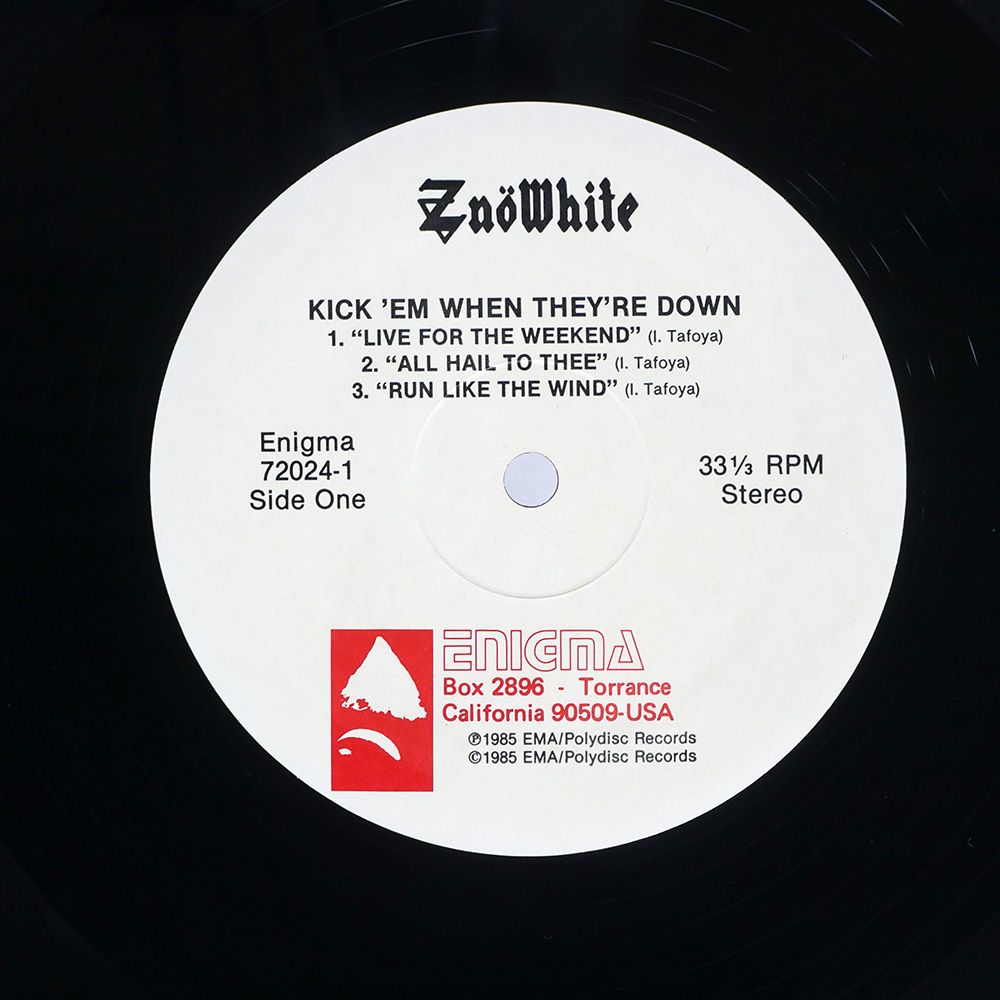 ZnöWhite
KICK 'EM WHEN THEY'RE DOWN
1. “LIVE FOR THE WEEKEND” (I. Tafoya)
2. “ALL HAIL TO THEE” (I. Tafoya)
3. “RUN LIKE THE WIND” (I. Tafoya)
Enigma
72024-1
Side One
33⅓ RPM
Stereo
ENIGMA
Box 2896 - Torrance
California 90509-USA
℗1985 EMA/Polydisc Records
©1985 EMA/Polydisc Records